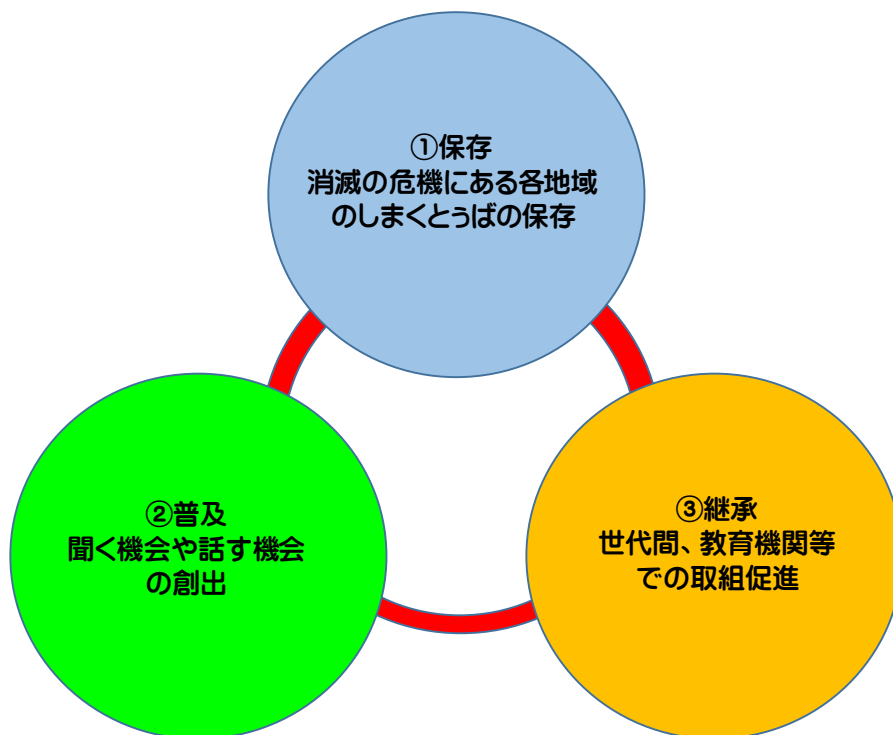 ①保存
消滅の危機にある各地域
のしまくとぅばの保存
②普及
聞く機会や話す機会
の創出
③継承
世代間、教育機関等
での取組促進